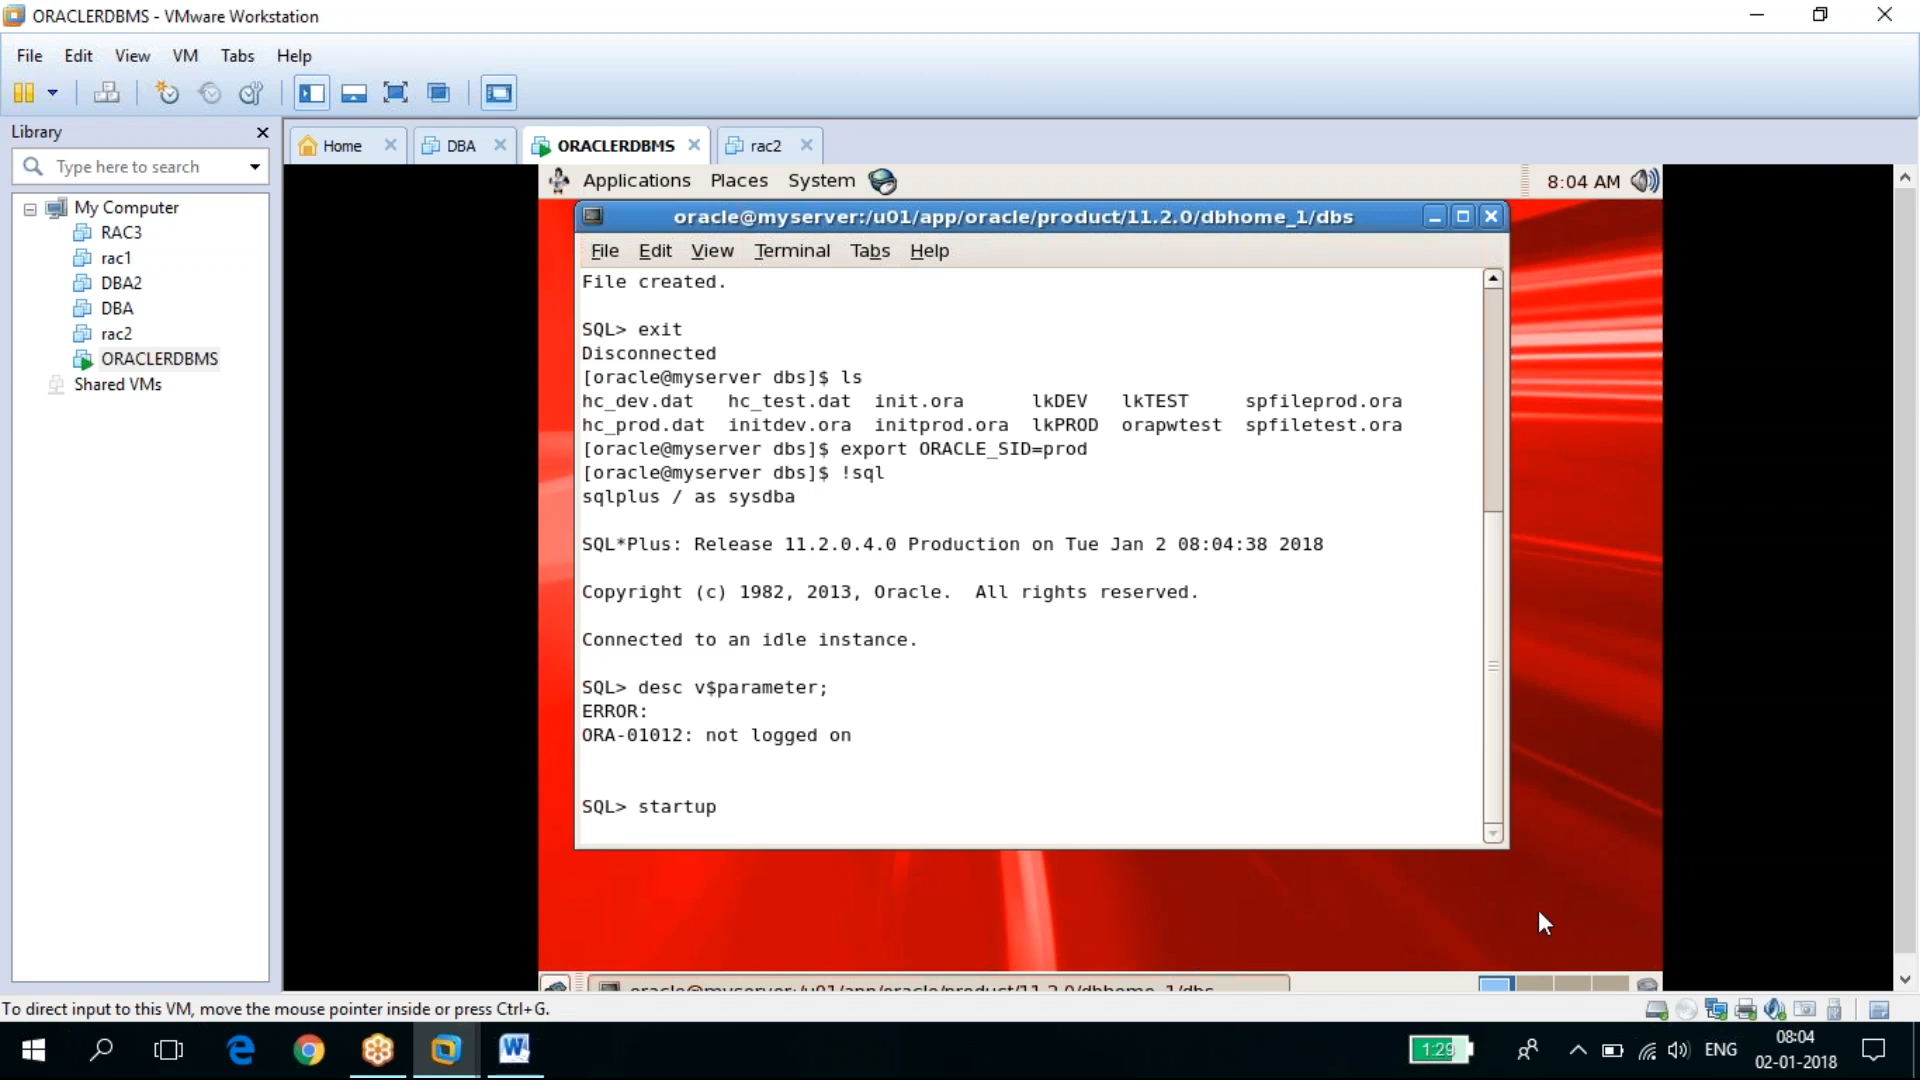 ORACLERDBMS - VMware Workstation
File Edit View VM Tabs Help
Library
Type here to search
My Computer
RAC3
rac1
DBA2
DBA
rac2
ORACLERDBMS
Shared VMs
Home DBA ORACLERDBMS rac2
Applications Places System 8:04 AM
oracle@myserver:/u01/app/oracle/product/11.2.0/dbhome_1/dbs
File Edit View Terminal Tabs Help
File created.
SQL> exit
Disconnected
[oracle@myserver dbs]$ ls
hc_dev.dat hc_test.dat init.ora lkDEV lkTEST spfileprod.ora
hc_prod.dat initdev.ora initprod.ora lkPROD orapwtest spfiletest.ora
[oracle@myserver dbs]$ export ORACLE_SID=prod
[oracle@myserver dbs]$ !sql
sqlplus / as sysdba
SQL*Plus: Release 11.2.0.4.0 Production on Tue Jan 2 08:04:38 2018
Copyright (c) 1982, 2013, Oracle. All rights reserved.
Connected to an idle instance.
SQL> desc v$parameter;
ERROR:
ORA-01012: not logged on
SQL> startup
oracle@myserver:/u01/app/oracle/product/11.2.0/dbhome_1/dbs
To direct input to this VM, move the mouse pointer inside or press Ctrl+G.
1:29
ENG
08:04
02-01-2018